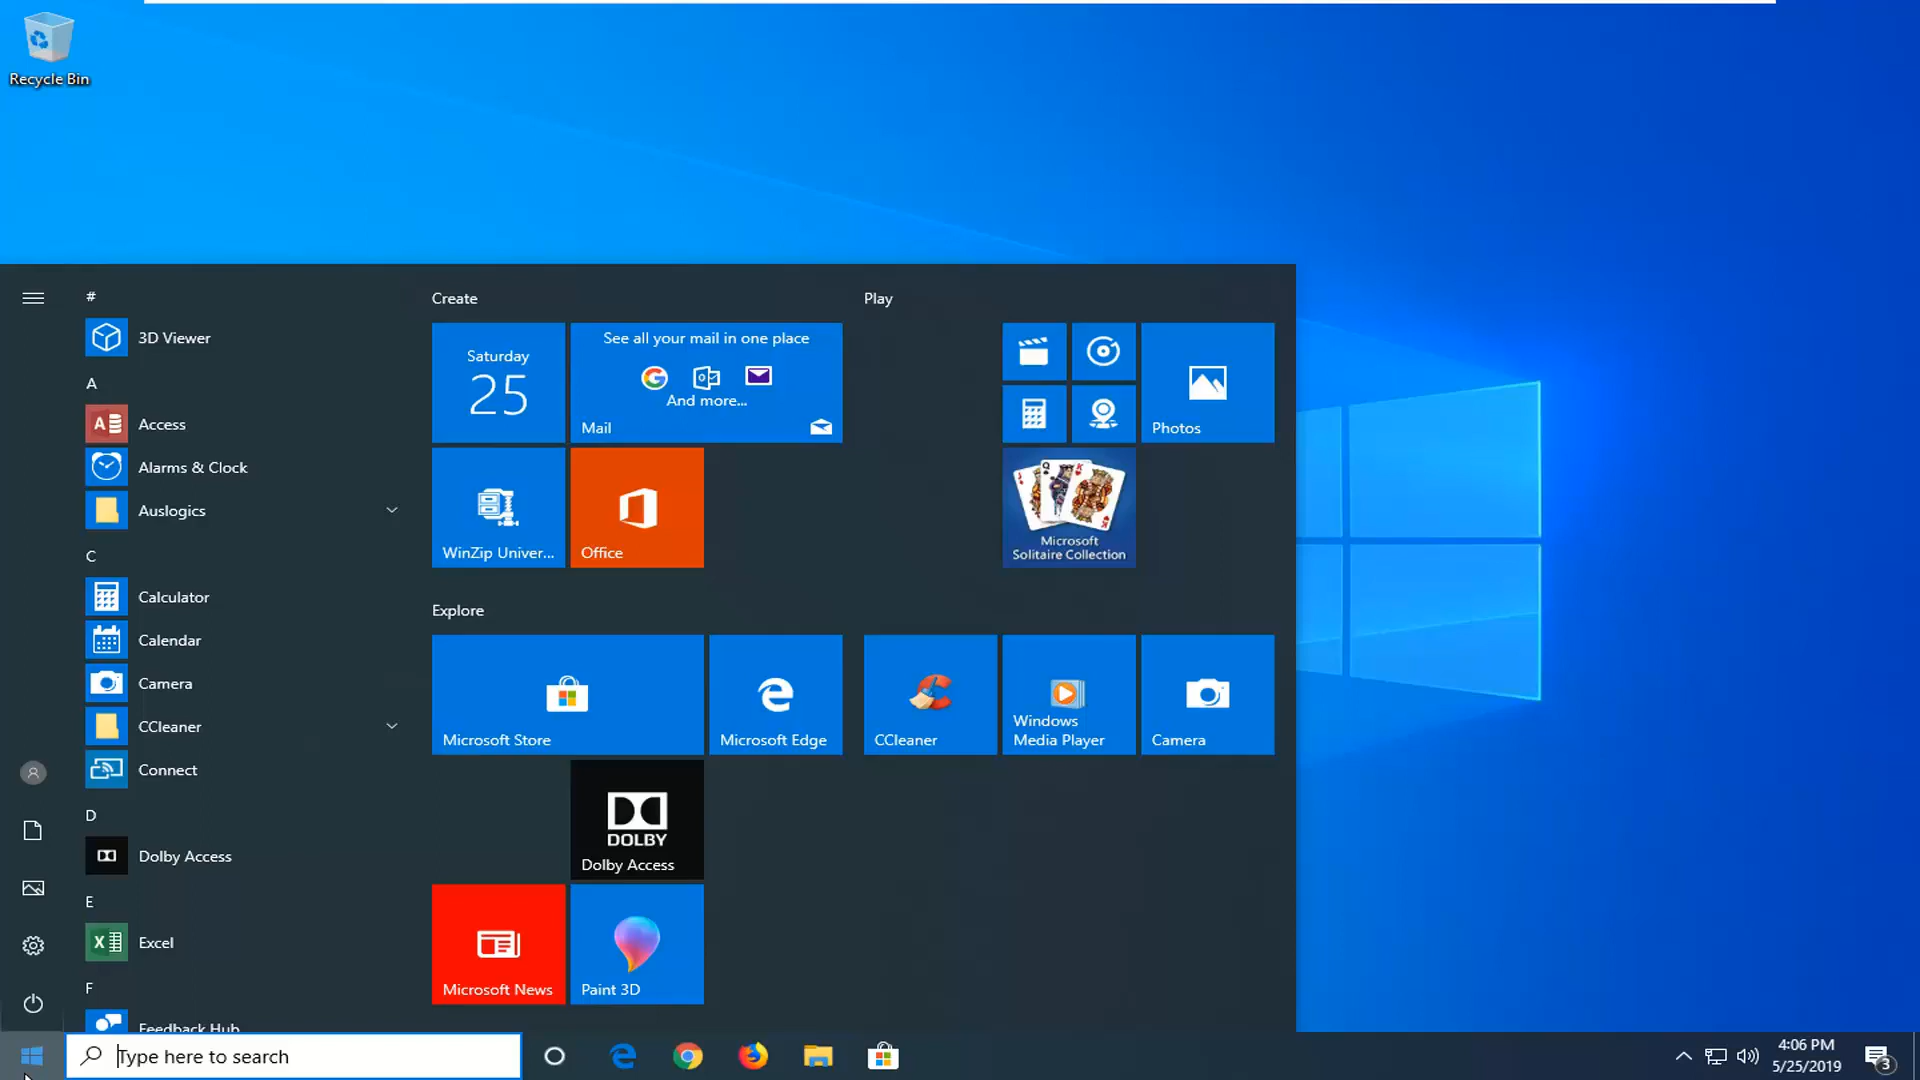 Recycle Bin
#
3D Viewer
A
Access
Alarms & Clock
Auslogics
C
Calculator
Calendar
Camera
CCleaner
Connect
D
Dolby Access
E
Excel
F
Feedback Hub
Create
Saturday
25
See all your mail in one place
And more...
Mail
WinZip Univer...
Office
Explore
Microsoft Store
Microsoft Edge
DOLBY
Dolby Access
Microsoft News
Paint 3D
Play
Photos
Microsoft
Solitaire Collection
CCleaner
Windows
Media Player
Camera
Type here to search
4:06 PM
5/25/2019
3